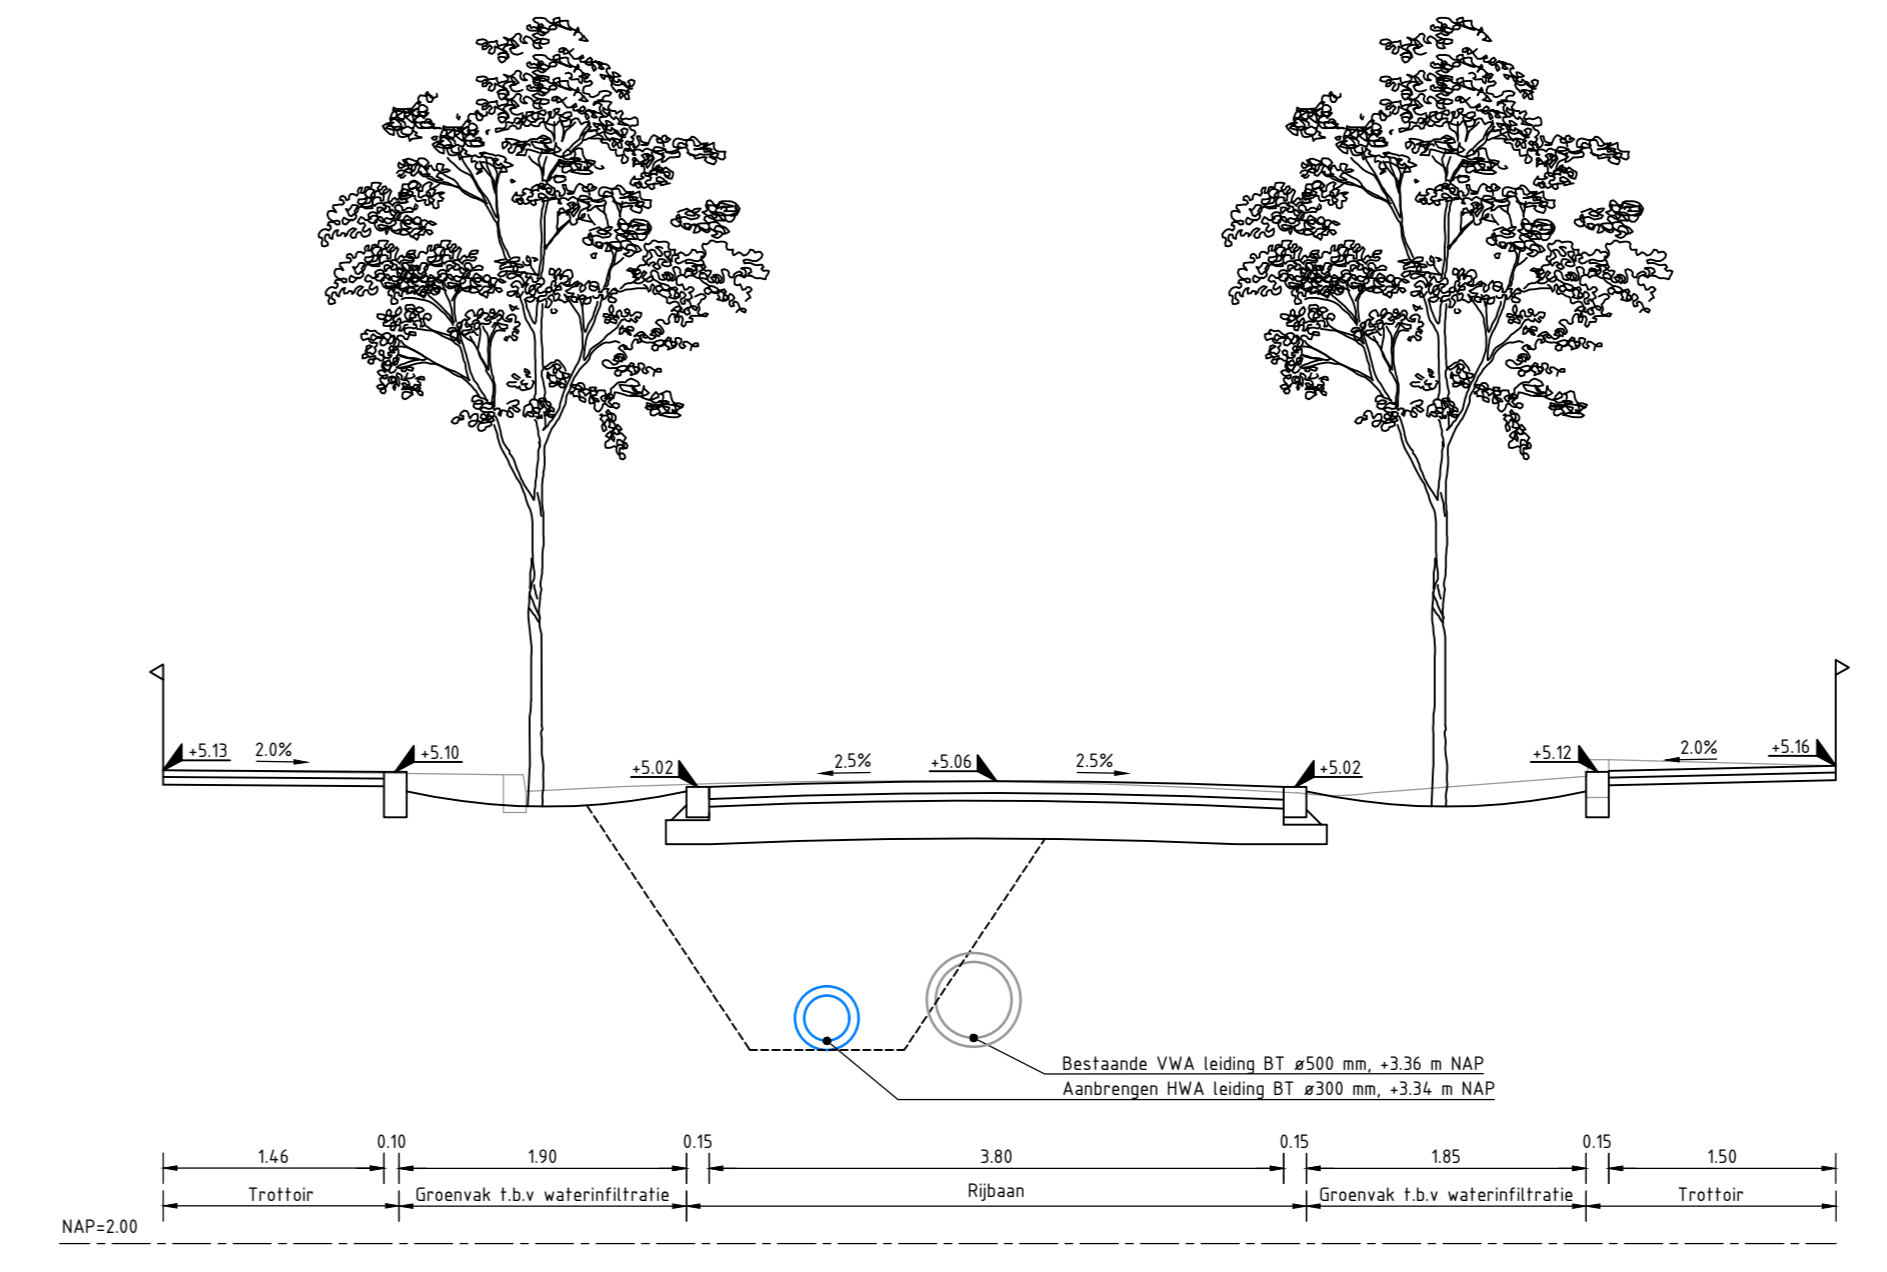 +5.13
2.0%
+5.10
+5.02
2.5%
+5.06
2.5%
+5.02
+5.12
2.0%
+5.16
Bestaande VWA leiding BT ø500 mm, +3.36 m NAP
Aanbrengen HWA leiding BT ø300 mm, +3.34 m NAP
0.10
0.15
0.15
0.15
1.46
1.90
3.80
1.85
1.50
Trottoir
Groenvak t.b.v waterinfiltratie
Rijbaan
Groenvak t.b.v waterinfiltratie
Trottoir
NAP=2.00